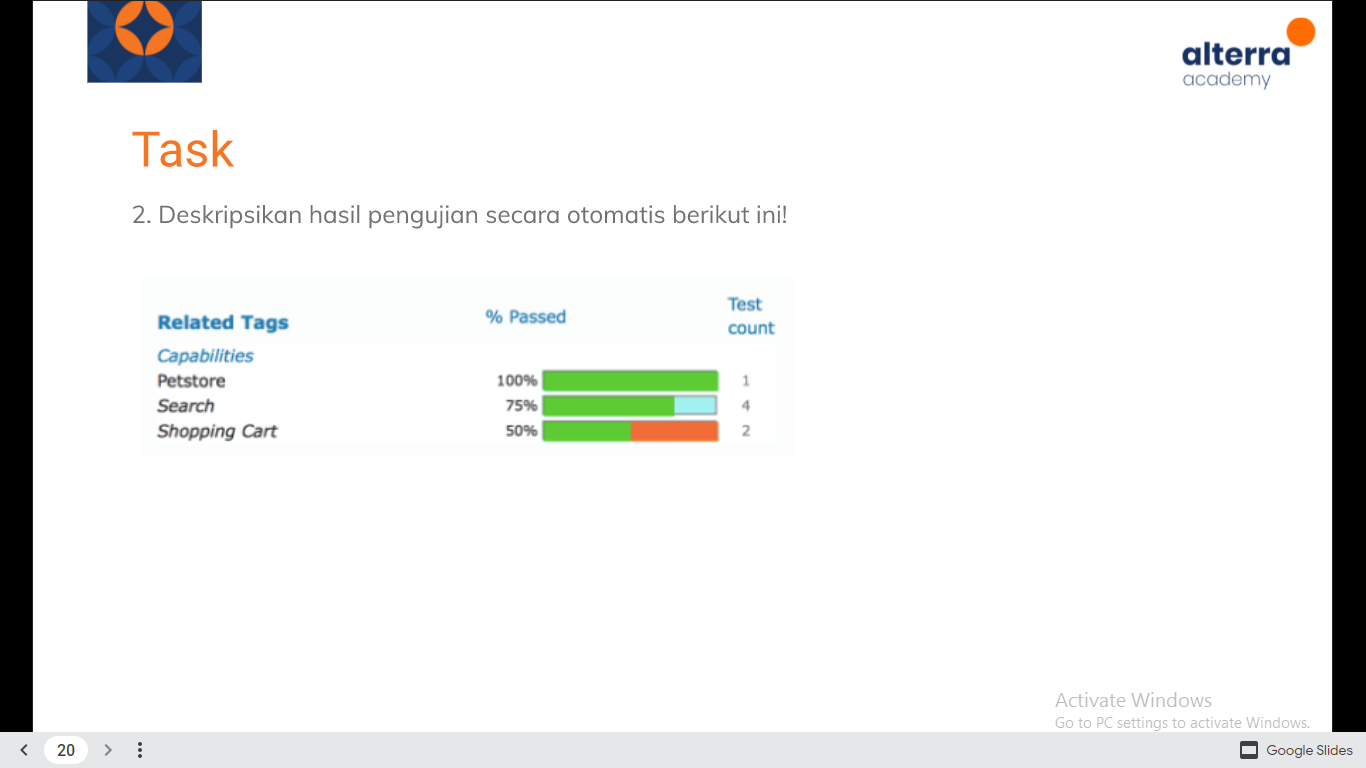 alterra
academy
Task
2. Deskripsikan hasil pengujian secara otomatis berikut ini!
Related Tags % Passed Test count
Capabilities
Petstore 100% 1
Search 75% 4
Shopping Cart 50% 2
Activate Windows
Go to PC settings to activate Windows.
20 Google Slides